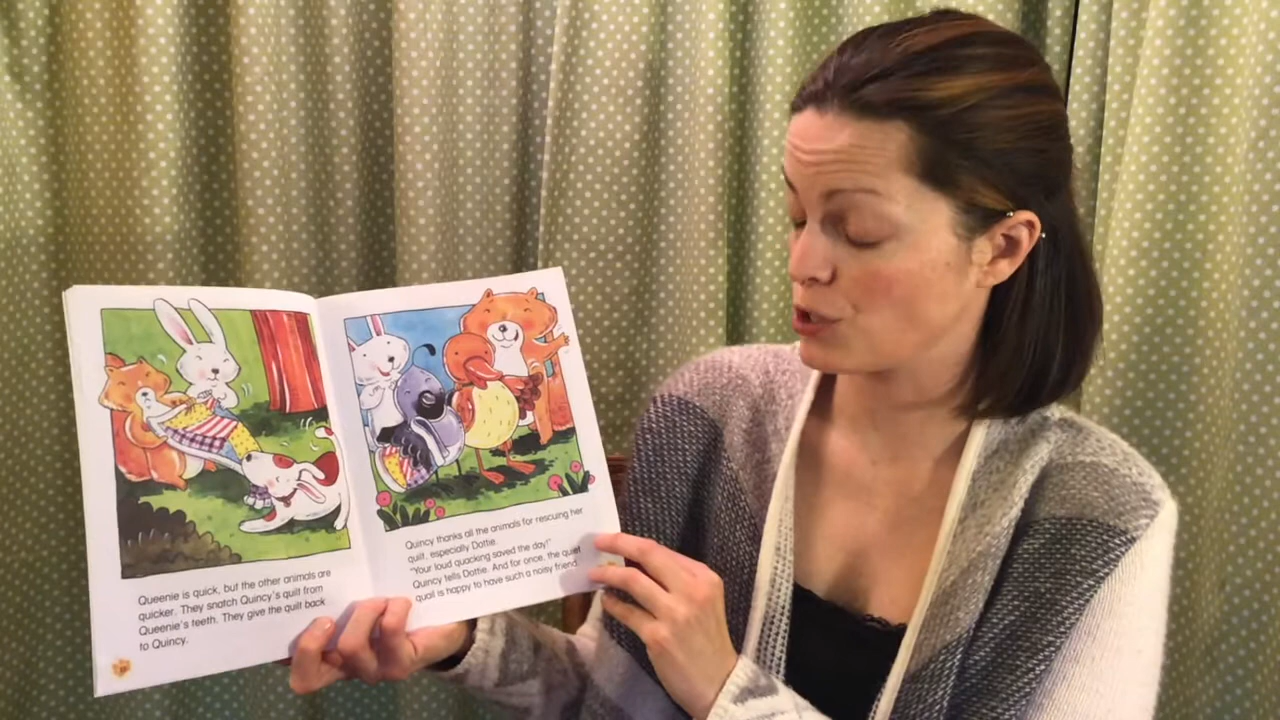 Queenie is quick, but the other animals are
quicker. They snatch Quincy's quilt from
Queenie's teeth. They give the quilt back
to Quincy.
Quincy thanks all the animals for rescuing her
quilt, especially Dottie.
"Your loud quacking saved the day!"
Quincy tells Dottie. And for once, the quiet
quail is happy to have such a noisy friend.